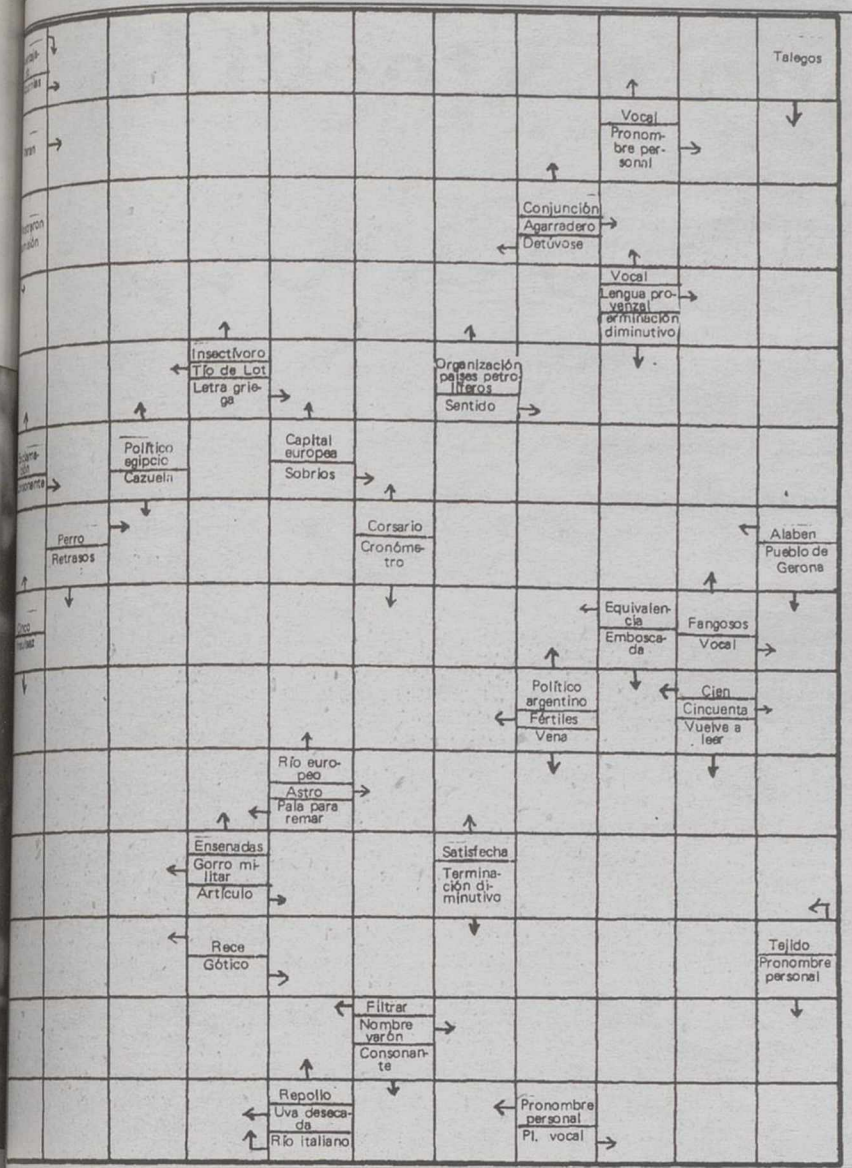 Talegos
Vocal
Pronom-
bre per-
sonal
Conjunción
Agarradero
Detúvose
Vocal
Lengua pro-
venzal
Terminación
diminutivo
Insectívoro
Tío de Lot
Letra grie-
ga
Organización
países petro
líferos
Sentido
Político
egipcio
Cazuela
Capital
europea
Sobrios
Perro
Retrasos
Corsario
Cronóme-
tro
Alaben
Pueblo de
Gerona
Equivalen-
cia
Embosca-
da
Fangosos
Vocal
Político
argentino
Fértiles
Vena
Cien
Cincuenta
Vuelve a
leer
Río euro-
peo
Astro
Pala para
remar
Ensenadas
Gorro mi-
litar
Artículo
Satisfecha
Termina-
ción di-
minutivo
Rece
Gótico
Tejido
Pronombre
personal
Filtrar
Nombre
varón
Consonan-
te
Repollo
Uva deseca-
da
Río italiano
Pronombre
personal
Pl. vocal